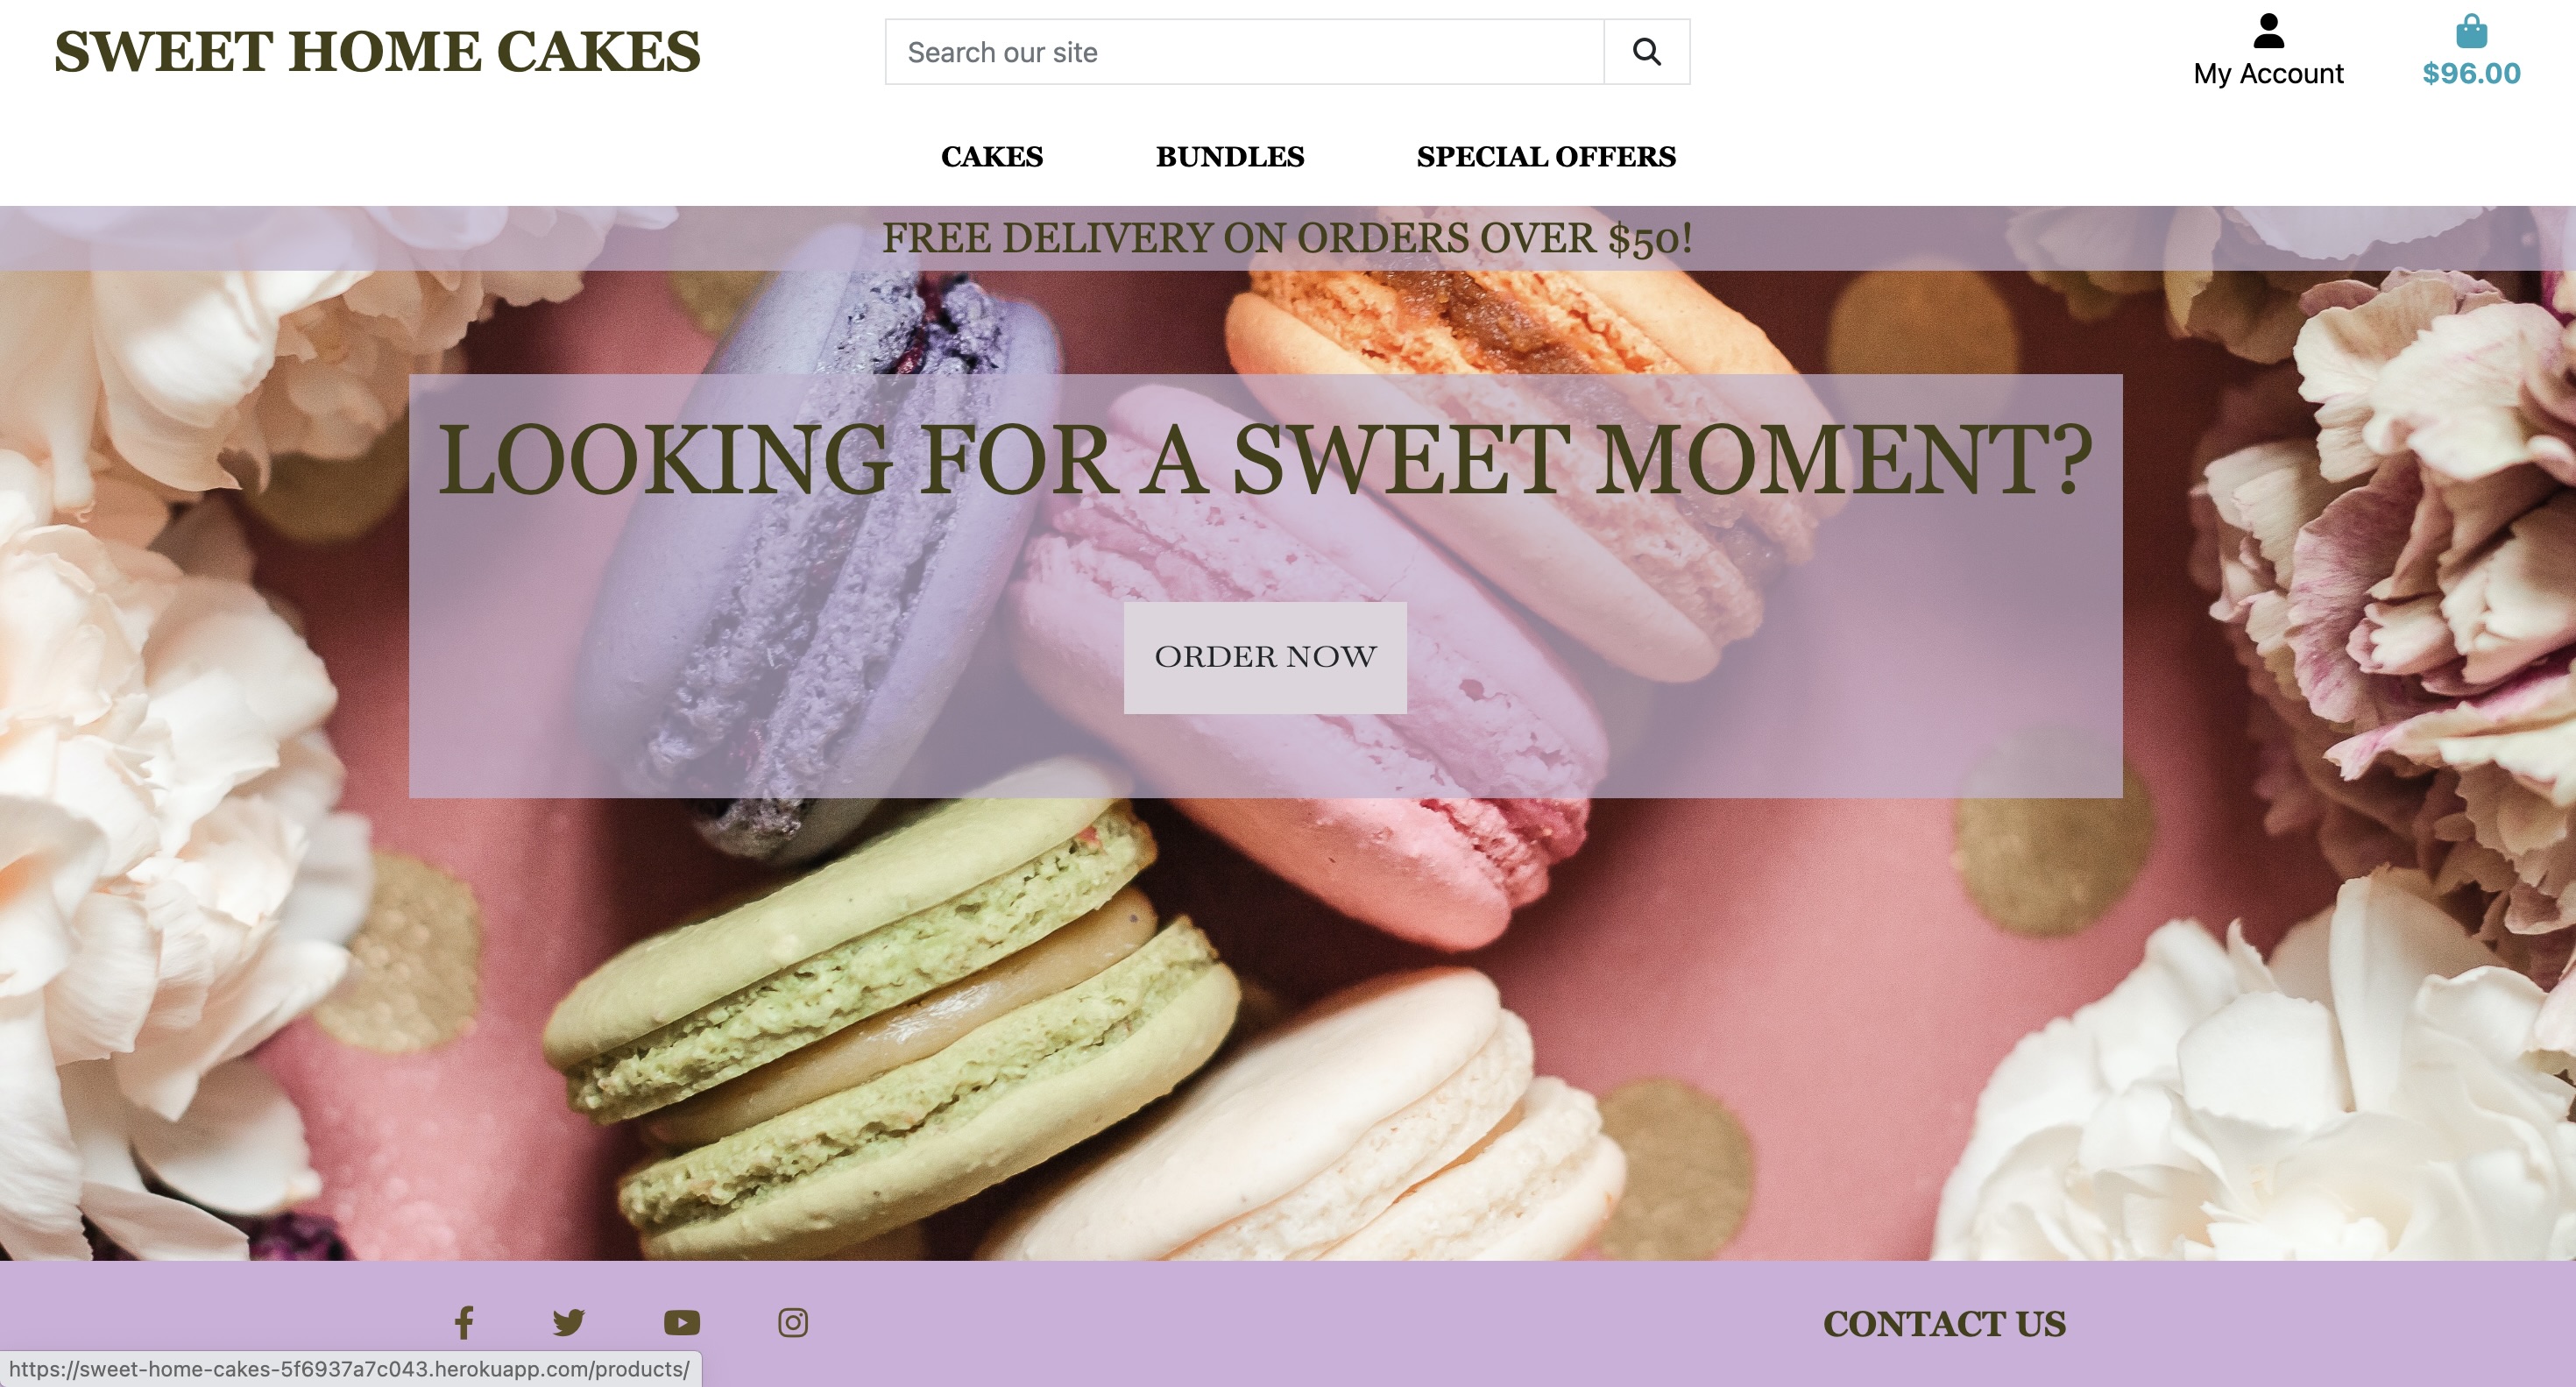 SWEET HOME CAKES
Search our site
My Account
$96.00
CAKES BUNDLES SPECIAL OFFERS
FREE DELIVERY ON ORDERS OVER $50!
LOOKING FOR A SWEET MOMENT?
ORDER NOW
CONTACT US
https://sweet-home-cakes-5f6937a7c043.herokuapp.com/products/